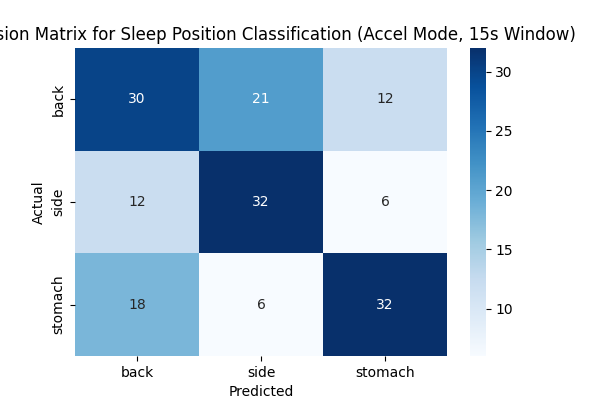 sion Matrix for Sleep Position Classification (Accel Mode, 15s Window)
back
30
21
12
side
12
32
6
stomach
18
6
32
Actual
back
side
stomach
Predicted
30
25
20
15
10